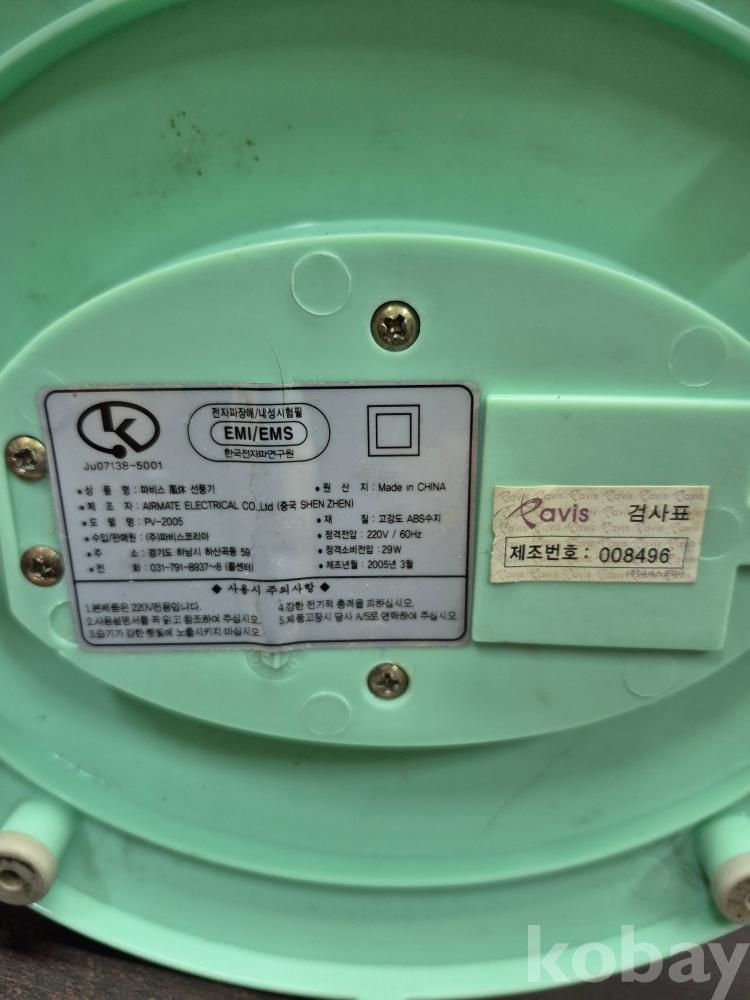 전자파장해/내성시험필
EMI/EMS
한국전자파연구원
Ju07138-5001
• 상 품 명 : 파비스 風休 선풍기
• 원 산 지 : Made in CHINA
• 제 조 자 : AIRMATE ELECTRICAL CO.,Ltd (중국 SHEN ZHEN)
• 모 델 명 : PV-2005
• 재 질 : 고강도 ABS수지
• 수입/판매원 : (주)파비스코리아
• 정격전압 : 220V / 60Hz
• 주 소 : 경기도 하남시 하산곡동 59
• 정격소비전압 : 29W
• 전 화 : 031-791-8937~8 (콜센터)
• 제조년월 : 2005년 3월
◆ 사용시 주의사항 ◆
1.본제품은 220V전용입니다.
2.사용설명서를 꼭 읽고 참조하여 주십시오.
3.습기가 강한 햇빛에 노출시키지 마십시오.
4.강한 전기적 충격을 피하십시오.
5.제품고장시 당사 A/S로 연락하여 주십시오.
Pavis 검사표
제조번호 : 008496
kobay